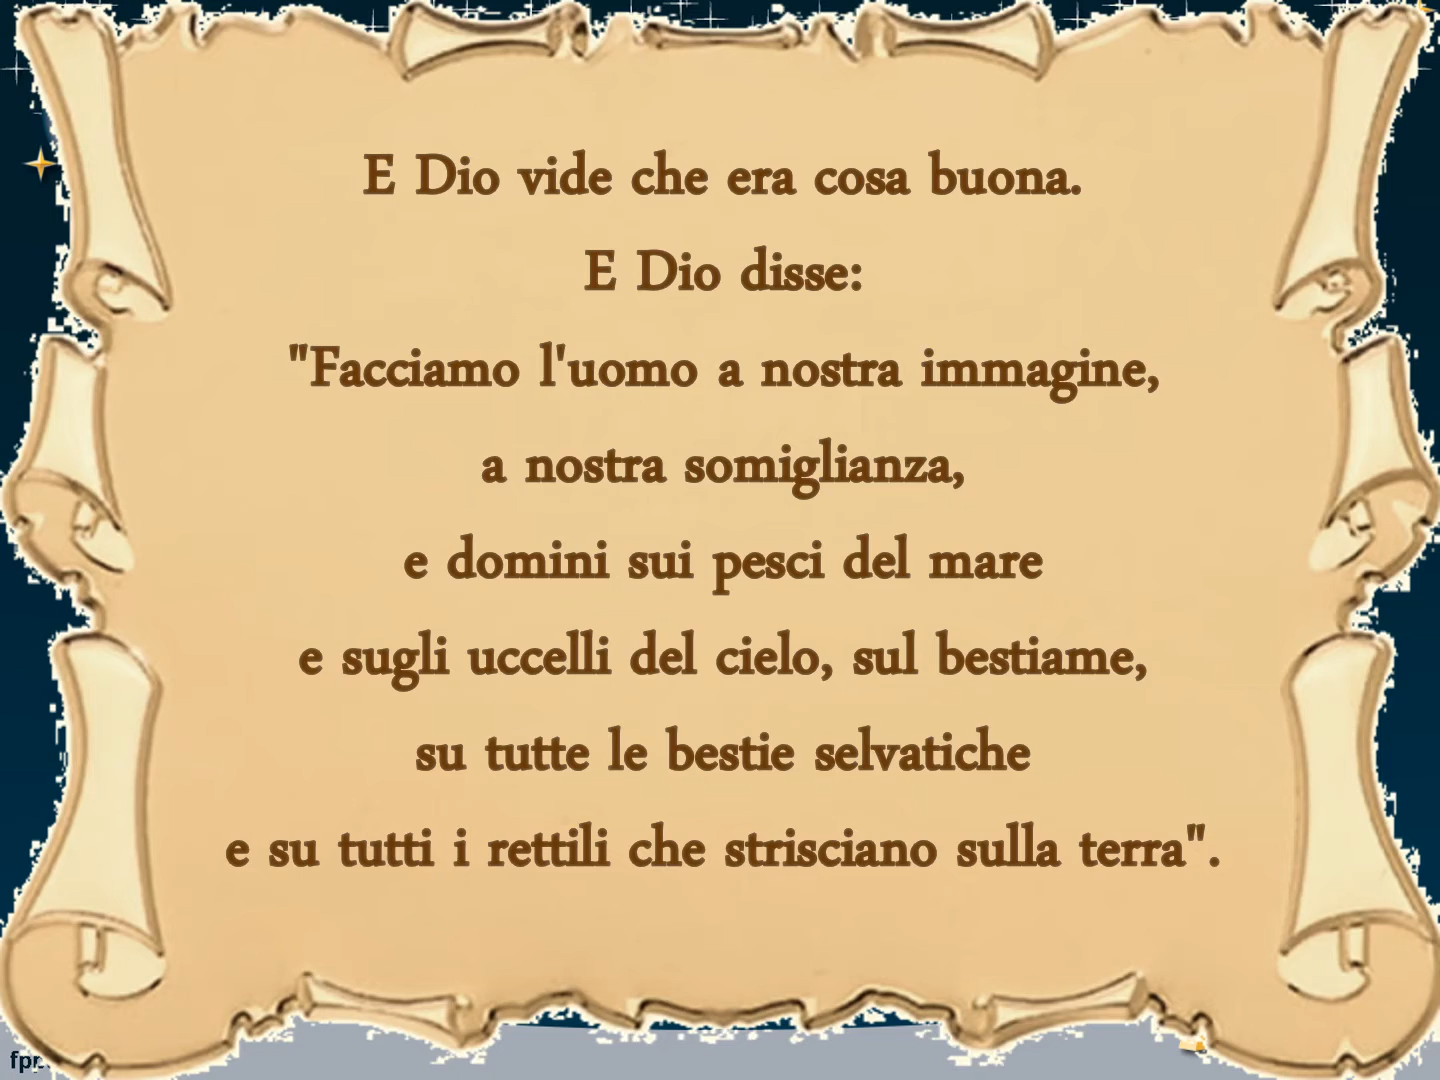 E Dio vide che era cosa buona.
E Dio disse:
"Facciamo l'uomo a nostra immagine,
a nostra somiglianza,
e domini sui pesci del mare
e sugli uccelli del cielo, sul bestiame,
su tutte le bestie selvatiche
e su tutti i rettili che strisciano sulla terra".